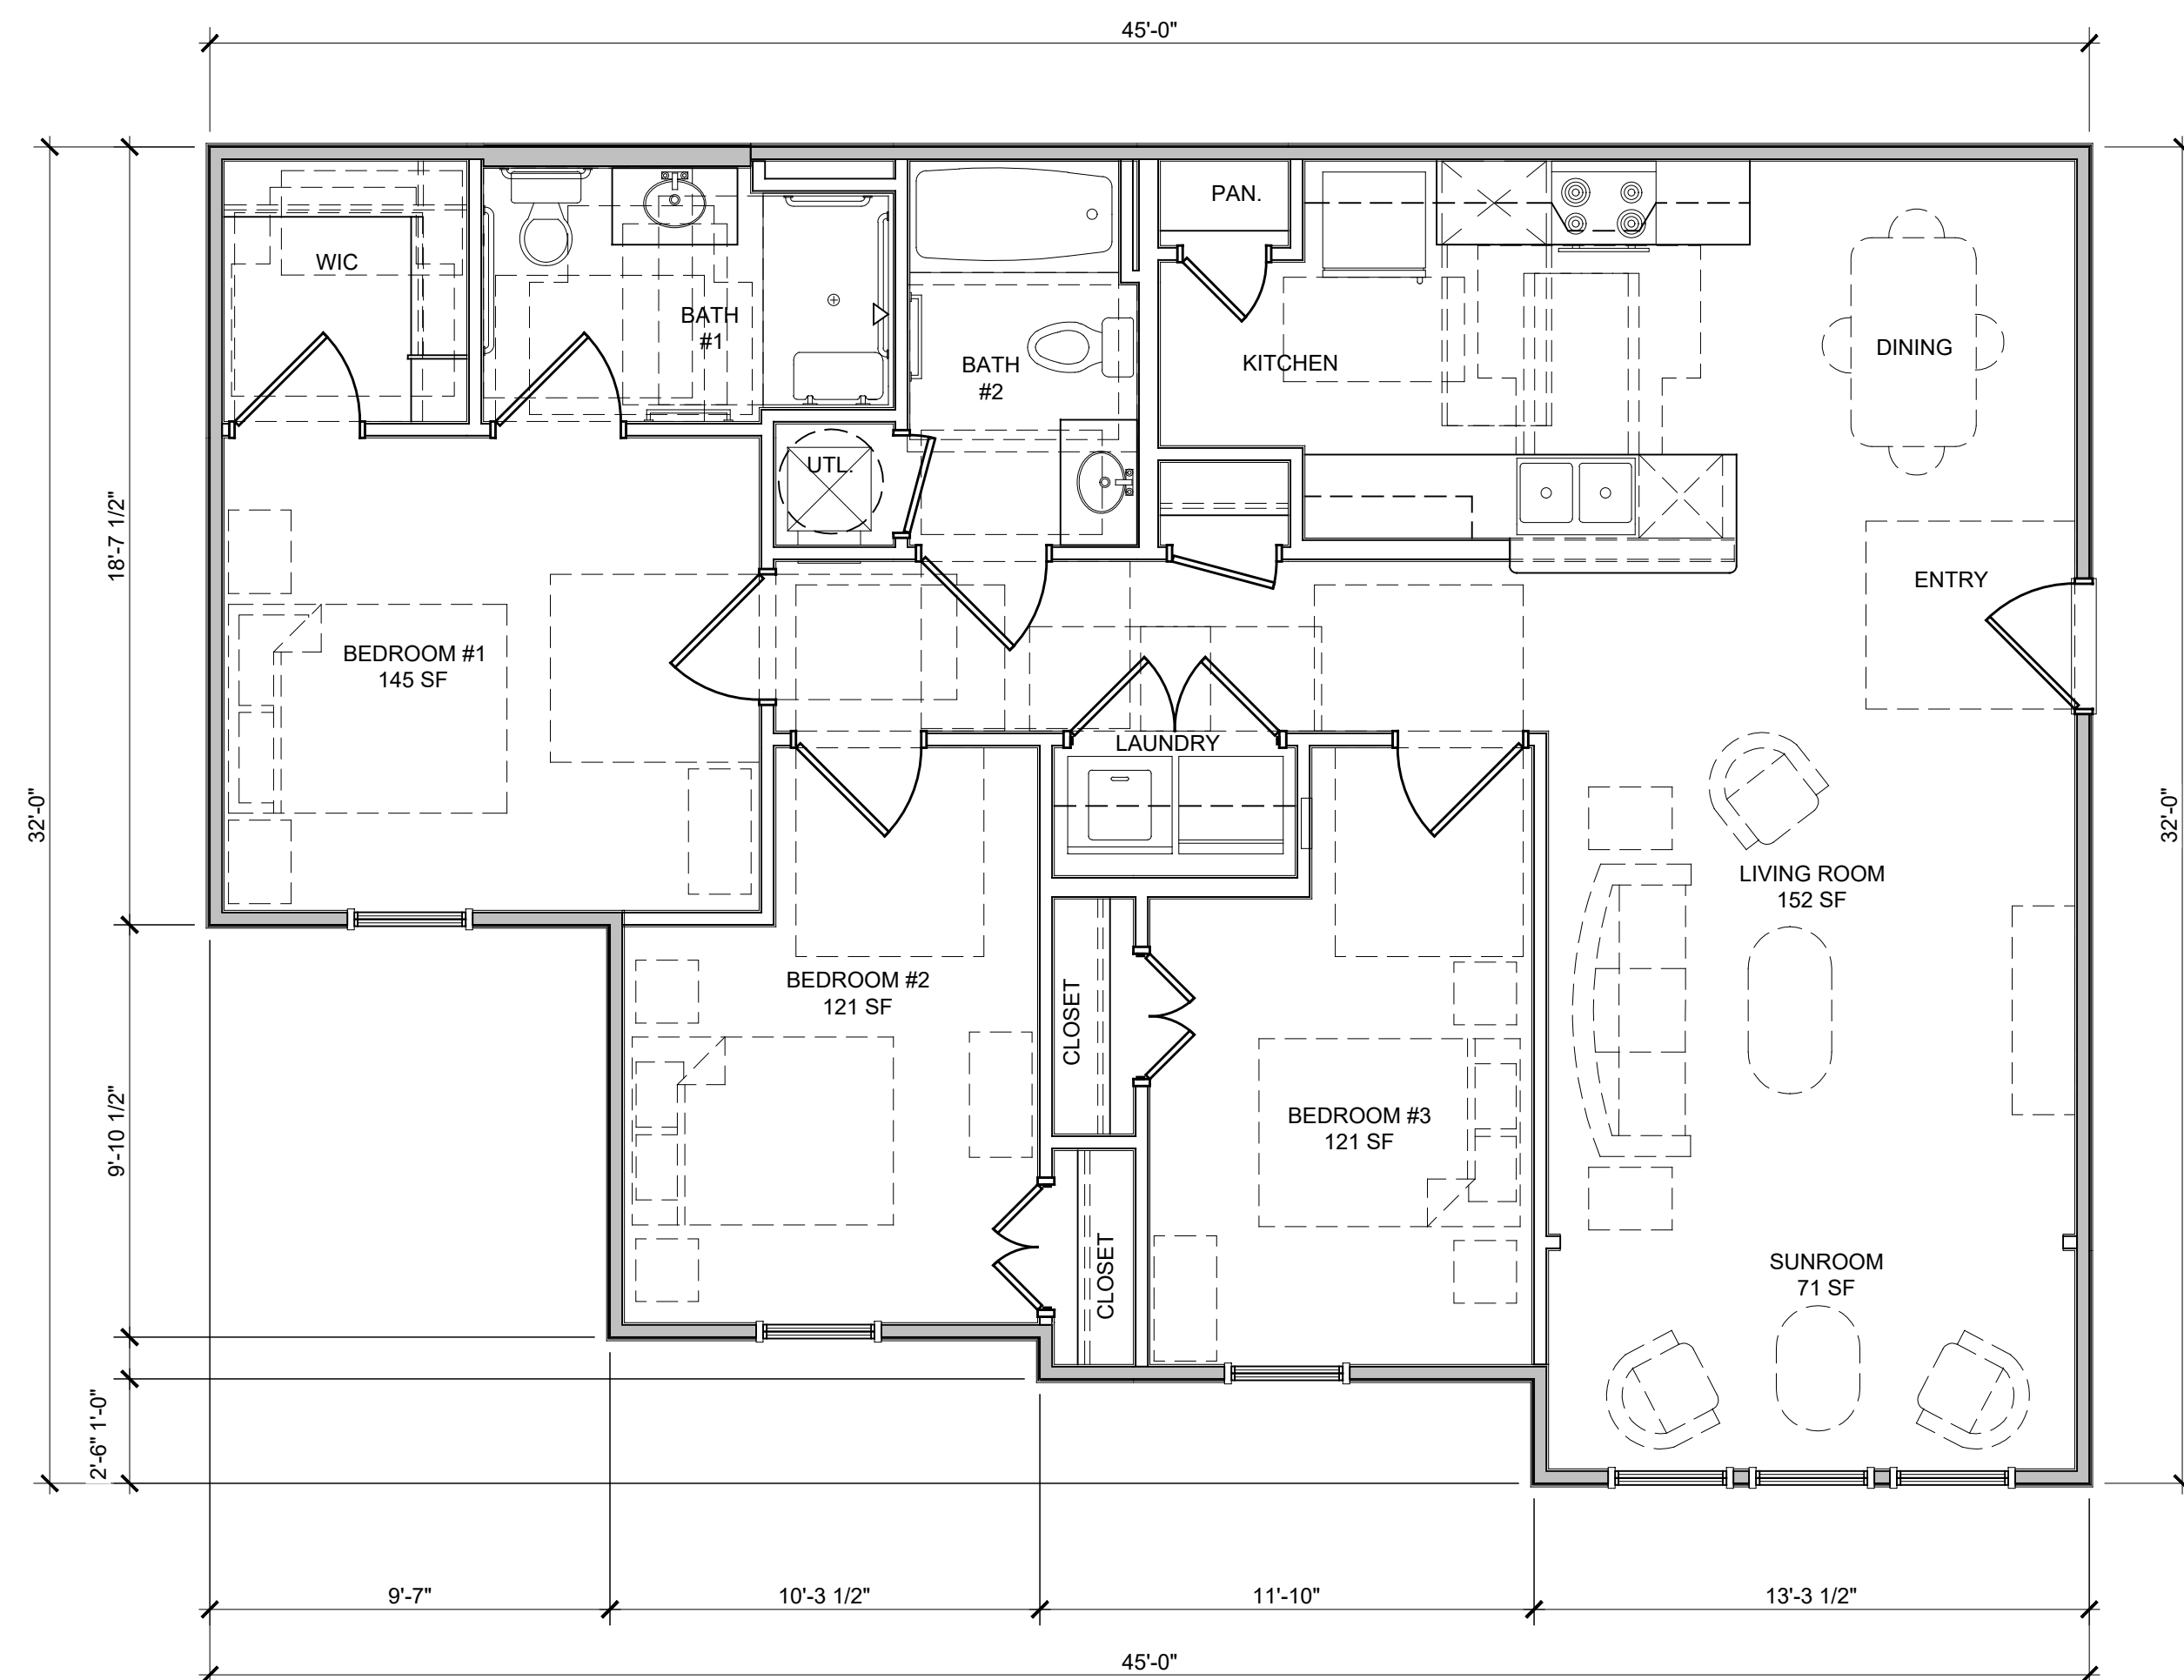 45'-0"
PAN.
WIC
BATH
#1
DINING
KITCHEN
BATH
#2
UTL.
18'-7 1/2"
ENTRY
BEDROOM #1
145 SF
LAUNDRY
32'-0"
32'-0"
LIVING ROOM
152 SF
BEDROOM #2
121 SF
CLOSET
BEDROOM #3
121 SF
9'-10 1/2"
SUNROOM
71 SF
CLOSET
2'-6" 1'-0"
9'-7"
10'-3 1/2"
11'-10"
13'-3 1/2"
45'-0"